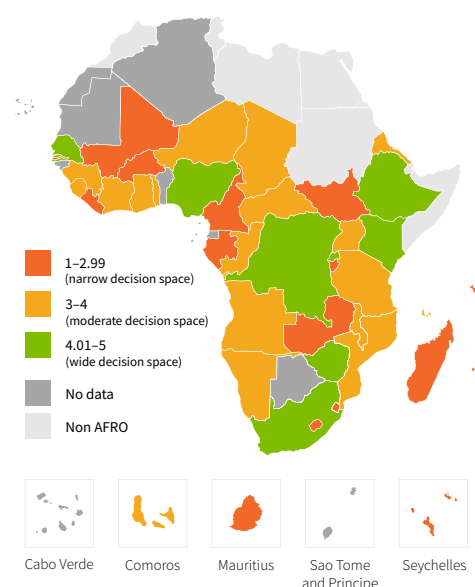 1–2.99
(narrow decision space)
3–4
(moderate decision space)
4.01–5
(wide decision space)
No data
Non AFRO
Cabo Verde
Comoros
Mauritius
Sao Tome
and Principe
Seychelles